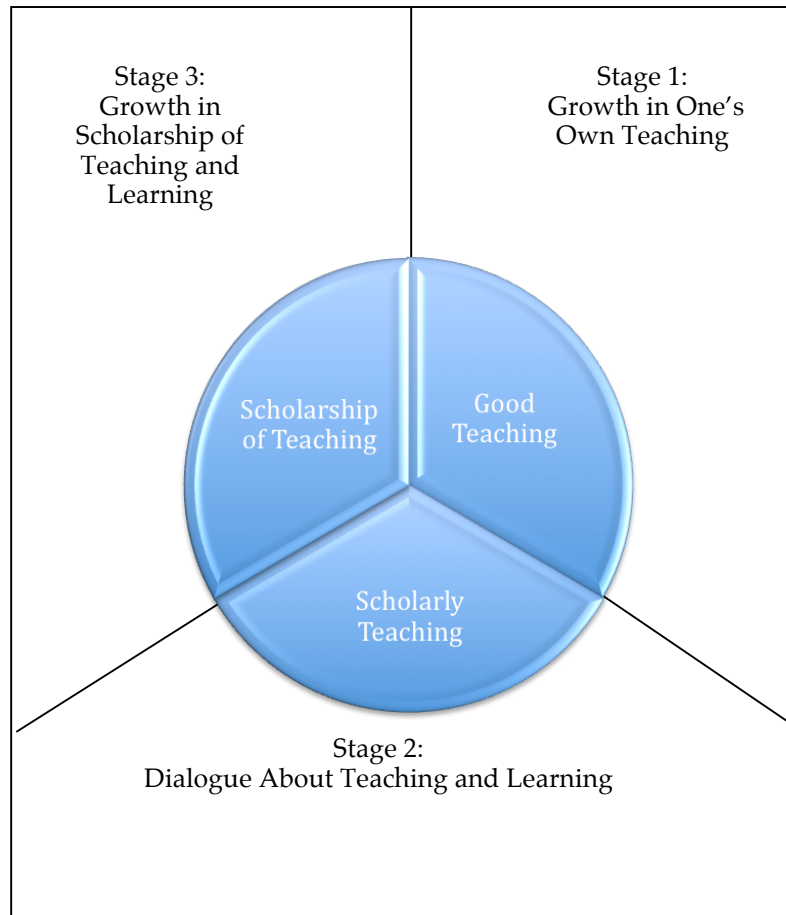 Stage 3:
Growth in
Scholarship of
Teaching and
Learning
Stage 1:
Growth in One’s
Own Teaching
Scholarship
of Teaching
Good
Teaching
Scholarly
Teaching
Stage 2:
Dialogue About Teaching and Learning